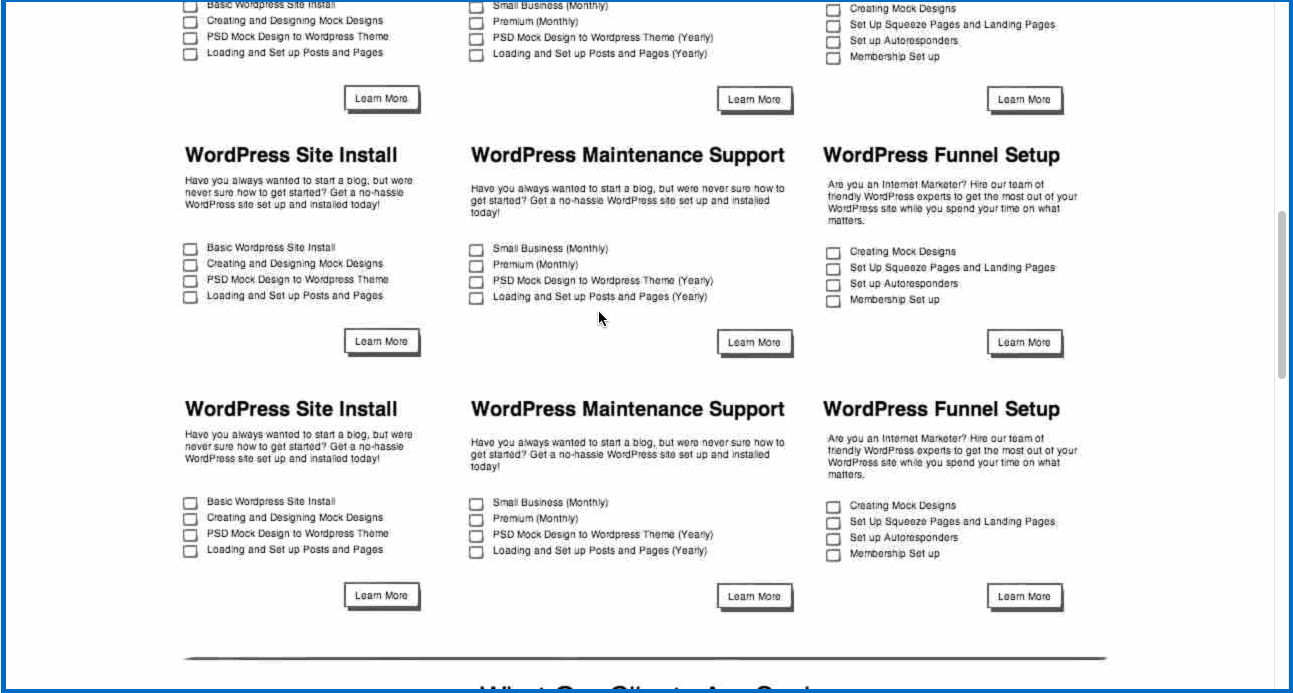 Basic Wordpress Site Install
Creating and Designing Mock Designs
PSD Mock Design to Wordpress Theme
Loading and Set up Posts and Pages
Learn More
Small Business (Monthly)
Premium (Monthly)
PSD Mock Design to Wordpress Theme (Yearly)
Loading and Set up Posts and Pages (Yearly)
Learn More
Creating Mock Designs
Set Up Squeeze Pages and Landing Pages
Set up Autoresponders
Membership Set up
Learn More
WordPress Site Install
Have you always wanted to start a blog, but were
never sure how to get started? Get a no-hassle
WordPress site set up and installed today!
Basic Wordpress Site Install
Creating and Designing Mock Designs
PSD Mock Design to Wordpress Theme
Loading and Set up Posts and Pages
Learn More
WordPress Maintenance Support
Have you always wanted to start a blog, but were never sure how to
get started? Get a no-hassle WordPress site set up and installed
today!
Small Business (Monthly)
Premium (Monthly)
PSD Mock Design to Wordpress Theme (Yearly)
Loading and Set up Posts and Pages (Yearly)
Learn More
WordPress Funnel Setup
Are you an Internet Marketer? Hire our team of
friendly WordPress experts to get the most out of your
WordPress site while you spend your time on what
matters.
Creating Mock Designs
Set Up Squeeze Pages and Landing Pages
Set up Autoresponders
Membership Set up
Learn More
WordPress Site Install
Have you always wanted to start a blog, but were
never sure how to get started? Get a no-hassle
WordPress site set up and installed today!
Basic Wordpress Site Install
Creating and Designing Mock Designs
PSD Mock Design to Wordpress Theme
Loading and Set up Posts and Pages
Learn More
WordPress Maintenance Support
Have you always wanted to start a blog, but were never sure how to
get started? Get a no-hassle WordPress site set up and installed
today!
Small Business (Monthly)
Premium (Monthly)
PSD Mock Design to Wordpress Theme (Yearly)
Loading and Set up Posts and Pages (Yearly)
Learn More
WordPress Funnel Setup
Are you an Internet Marketer? Hire our team of
friendly WordPress experts to get the most out of your
WordPress site while you spend your time on what
matters.
Creating Mock Designs
Set Up Squeeze Pages and Landing Pages
Set up Autoresponders
Membership Set up
Learn More